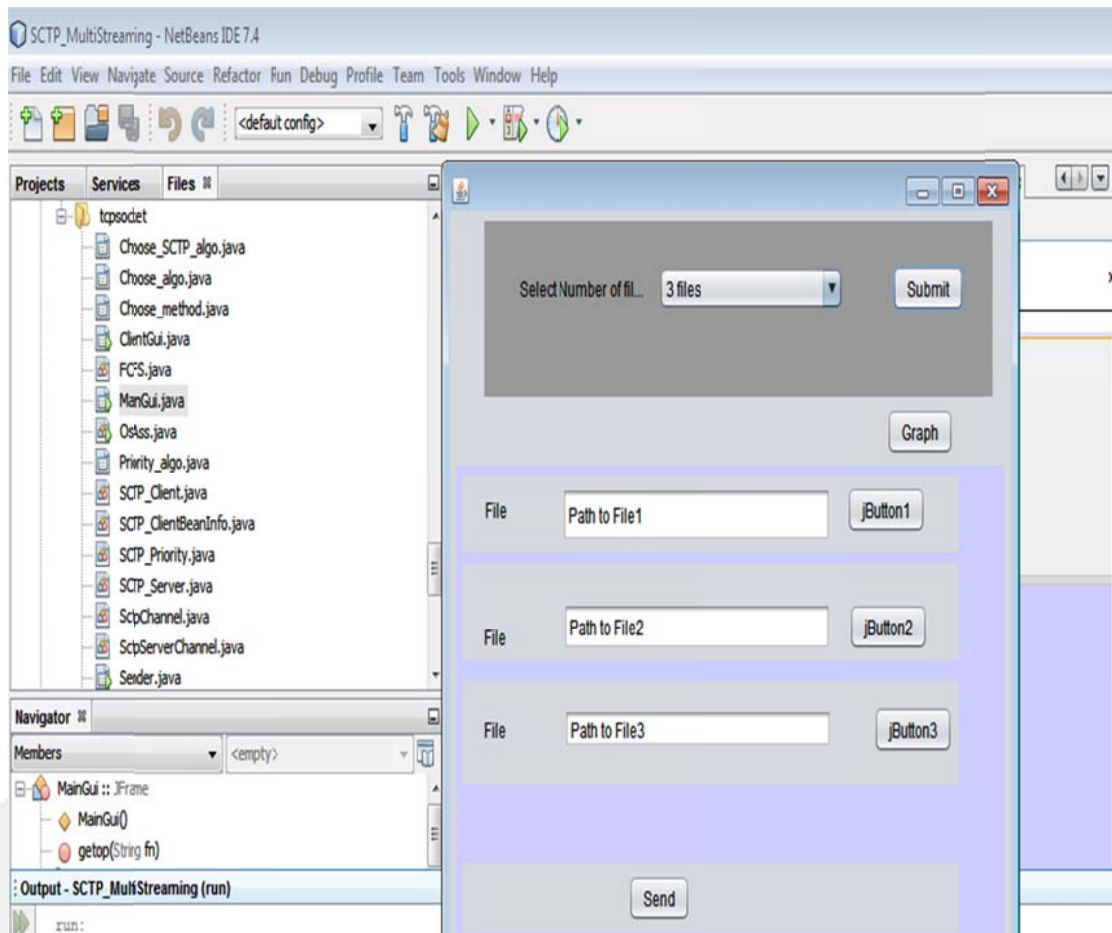 SCTP_MultiStreaming - NetBeans IDE 7.4
File Edit View Navigate Source Refactor Run Debug Profile Team Tools Window Help
<default config>
Projects Services Files
tcpsocket
Choose_SCTP_algo.java
Choose_algo.java
Choose_method.java
ClientGui.java
FCFS.java
MainGui.java
OsAss.java
Priority_algo.java
SCTP_Client.java
SCTP_ClientBeanInfo.java
SCTP_Priority.java
SCTP_Server.java
SctpChannel.java
SctpServerChannel.java
Sender.java
Navigator
Members <empty>
MainGui :: JFrame
MainGui()
getop(String fn)
Output - SCTP_MultiStreaming (run)
run:
Select Number of fil... 3 files Submit
Graph
File Path to File1 jButton1
File Path to File2 jButton2
File Path to File3 jButton3
Send